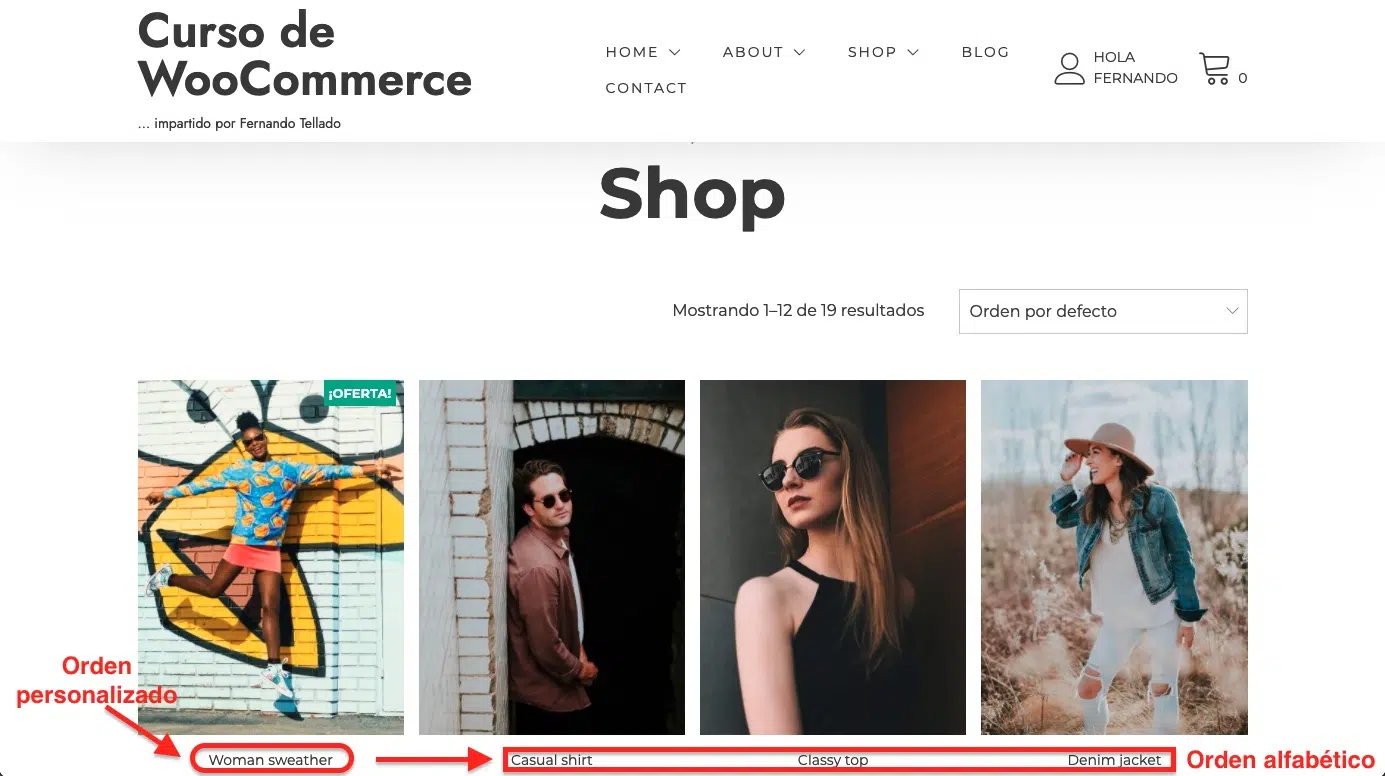 Curso de
WooCommerce
... impartido por Fernando Tellado
HOME
ABOUT
SHOP
BLOG
CONTACT
HOLA
FERNANDO
0
Shop
Mostrando 1–12 de 19 resultados
Orden por defecto
¡OFERTA!
Orden
personalizado
Woman sweather
Casual shirt
Classy top
Denim jacket
Orden alfabético